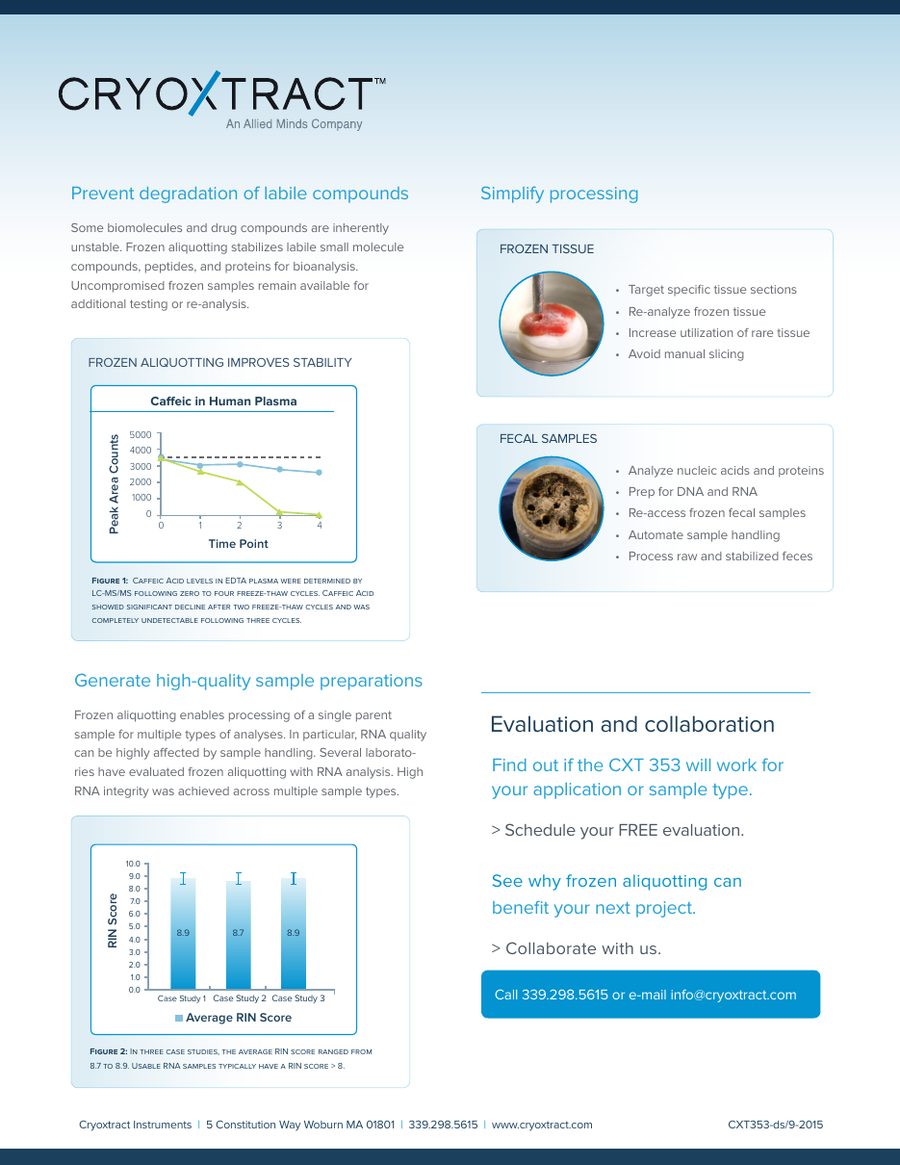 CRYOXTRACT™
An Allied Minds Company
Prevent degradation of labile compounds
Some biomolecules and drug compounds are inherently
unstable. Frozen aliquotting stabilizes labile small molecule
compounds, peptides, and proteins for bioanalysis.
Uncompromised frozen samples remain available for
additional testing or re-analysis.
FROZEN ALIQUOTTING IMPROVES STABILITY
Caffeic in Human Plasma
Peak Area Counts
5000
4000
3000
2000
1000
0
0 1 2 3 4
Time Point
Figure 1: Caffeic Acid levels in EDTA plasma were determined by
LC-MS/MS following zero to four freeze-thaw cycles. Caffeic Acid
showed significant decline after two freeze-thaw cycles and was
completely undetectable following three cycles.
Generate high-quality sample preparations
Frozen aliquotting enables processing of a single parent
sample for multiple types of analyses. In particular, RNA quality
can be highly affected by sample handling. Several laborato-
ries have evaluated frozen aliquotting with RNA analysis. High
RNA integrity was achieved across multiple sample types.
RIN Score
10.0
9.0
8.0
7.0
6.0
5.0
4.0
3.0
2.0
1.0
0.0
8.9 8.7 8.9
Case Study 1 Case Study 2 Case Study 3
Average RIN Score
Figure 2: In three case studies, the average RIN score ranged from
8.7 to 8.9. Usable RNA samples typically have a RIN score > 8.
Simplify processing
FROZEN TISSUE
• Target specific tissue sections
• Re-analyze frozen tissue
• Increase utilization of rare tissue
• Avoid manual slicing
FECAL SAMPLES
• Analyze nucleic acids and proteins
• Prep for DNA and RNA
• Re-access frozen fecal samples
• Automate sample handling
• Process raw and stabilized feces
Evaluation and collaboration
Find out if the CXT 353 will work for
your application or sample type.
> Schedule your FREE evaluation.
See why frozen aliquotting can
benefit your next project.
> Collaborate with us.
Call 339.298.5615 or e-mail info@cryoxtract.com
Cryoxtract Instruments | 5 Constitution Way Woburn MA 01801 | 339.298.5615 | www.cryoxtract.com
CXT353-ds/9-2015